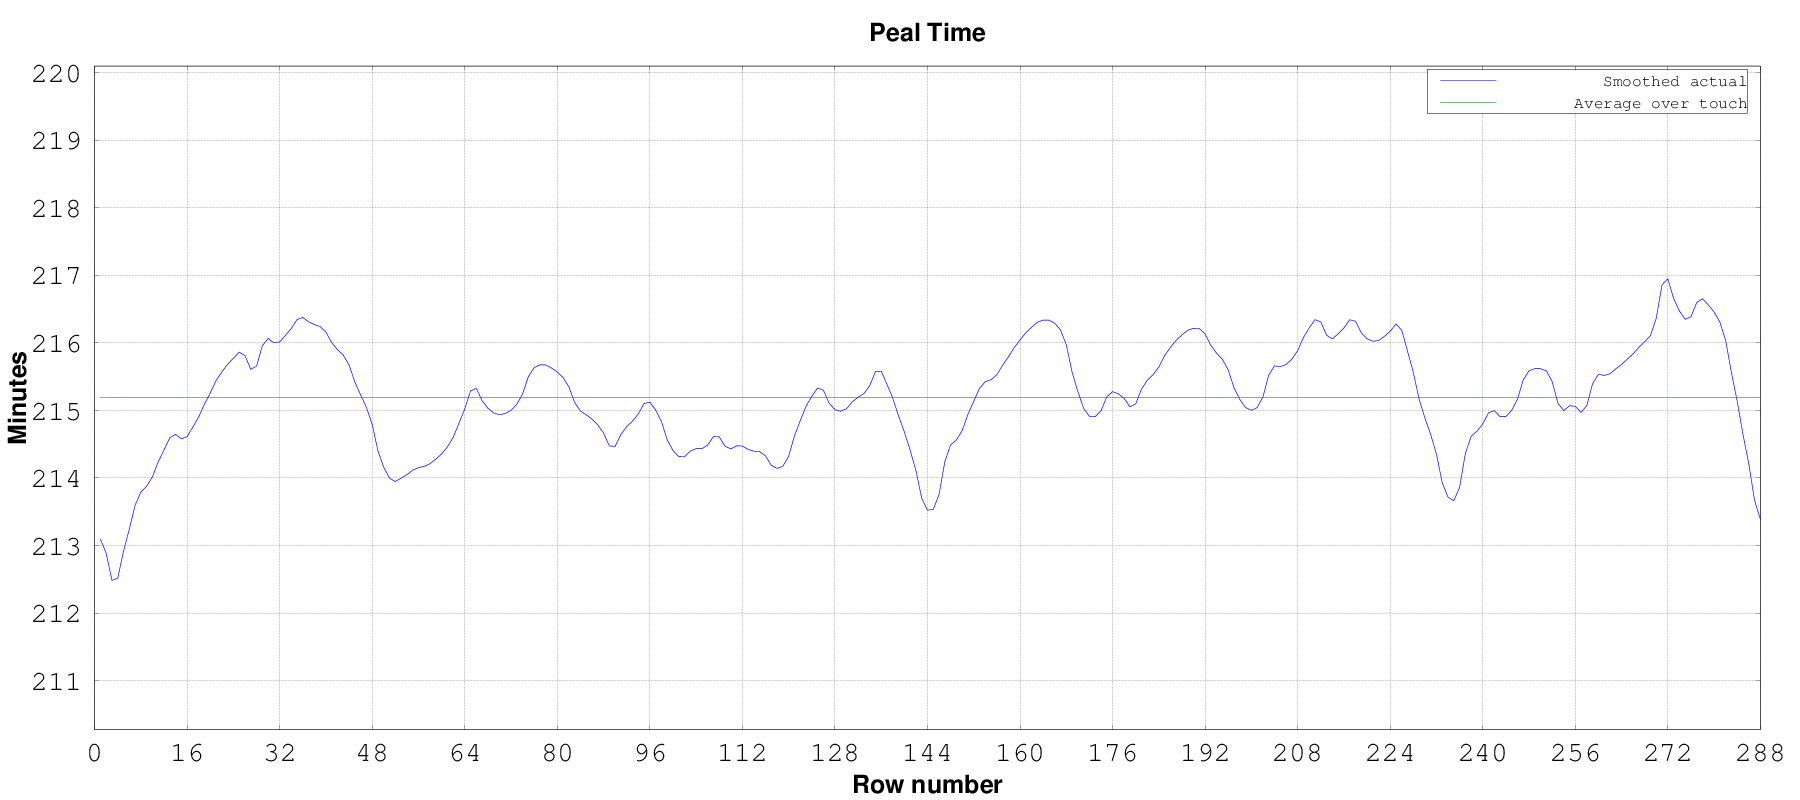 Peal Time
220
219
218
217
216
215
214
213
212
211
Minutes
Smoothed actual
Average over touch
0 16 32 48 64 80 96 112 128 144 160 176 192 208 224 240 256 272 288
Row number